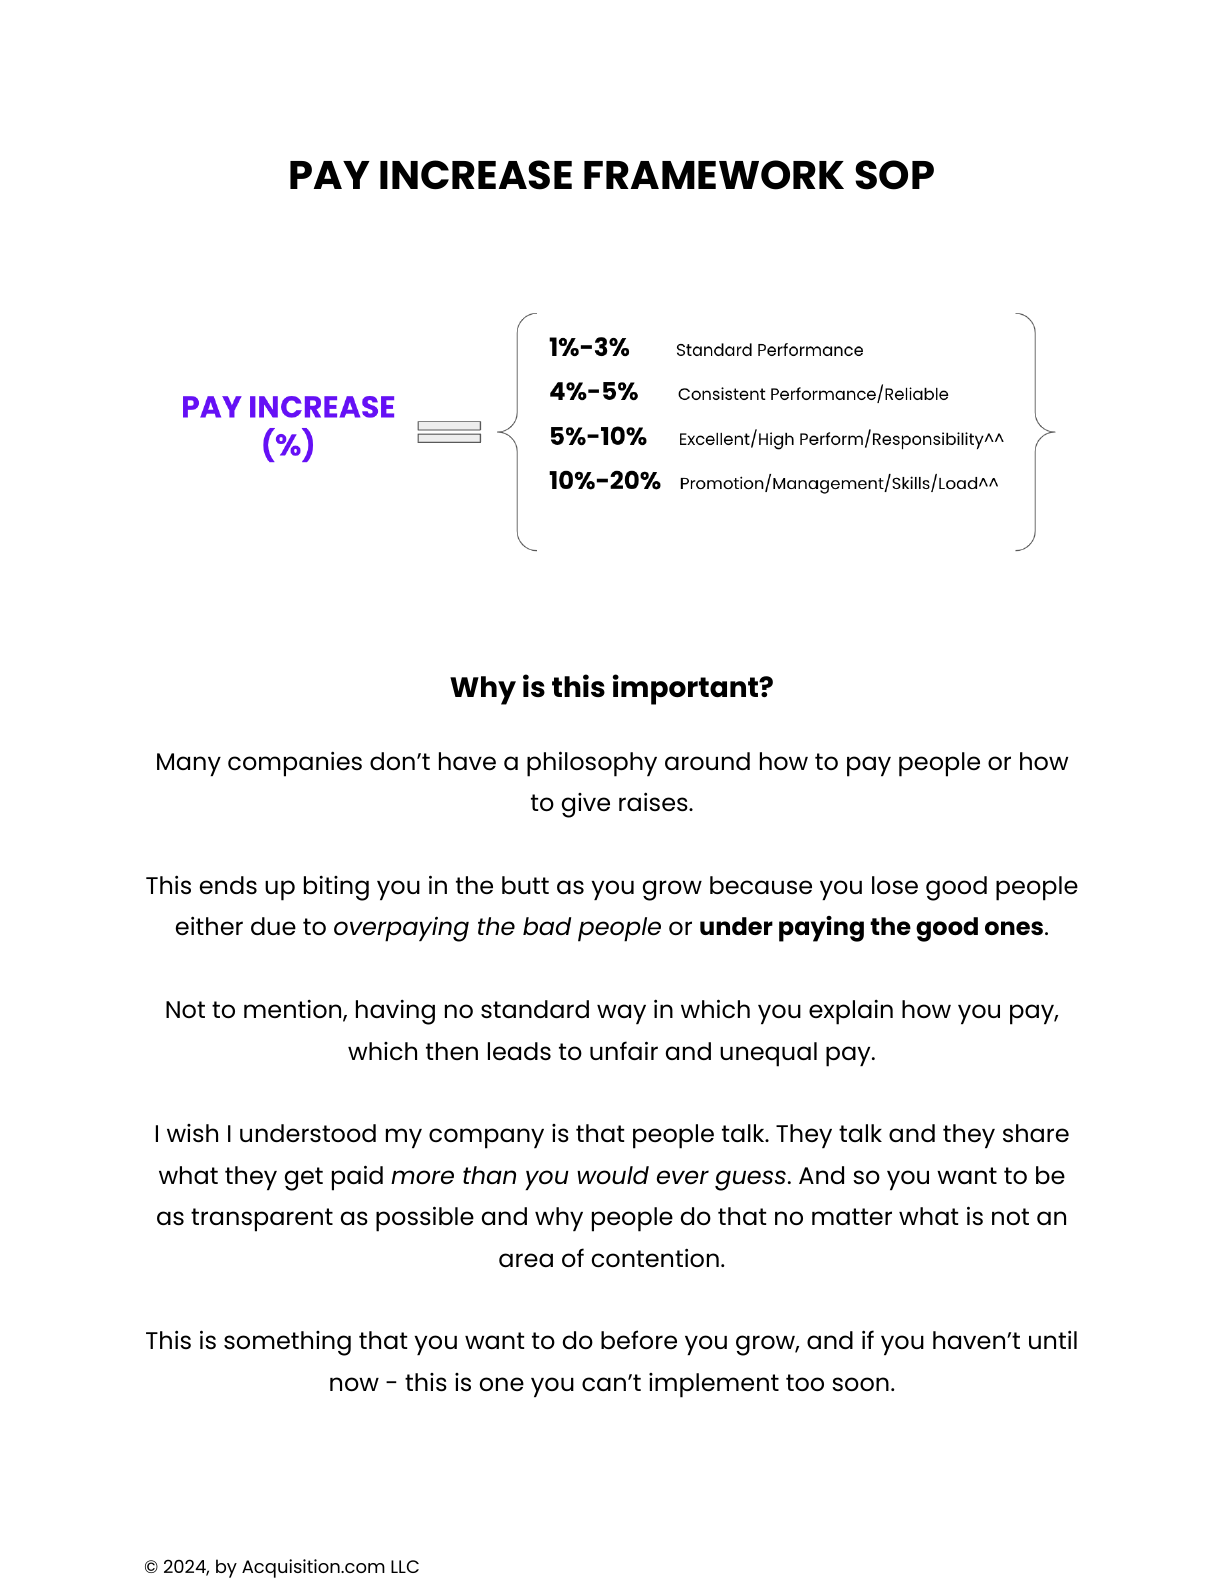 PAY INCREASE FRAMEWORK SOP
PAY INCREASE
(%)
1%-3% Standard Performance
4%-5% Consistent Performance/Reliable
5%-10% Excellent/High Perform/Responsibility^^
10%-20% Promotion/Management/Skills/Load^^
Why is this important?
Many companies don’t have a philosophy around how to pay people or how
to give raises.
This ends up biting you in the butt as you grow because you lose good people
either due to overpaying the bad people or under paying the good ones.
Not to mention, having no standard way in which you explain how you pay,
which then leads to unfair and unequal pay.
I wish I understood my company is that people talk. They talk and they share
what they get paid more than you would ever guess. And so you want to be
as transparent as possible and why people do that no matter what is not an
area of contention.
This is something that you want to do before you grow, and if you haven’t until
now - this is one you can’t implement too soon.
© 2024, by Acquisition.com LLC